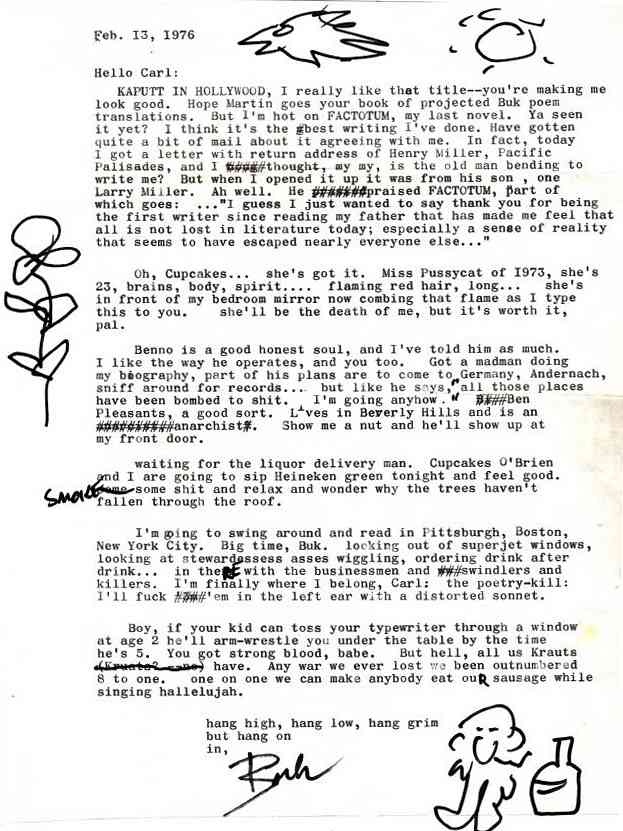 Feb. 13, 1976
Hello Carl:
KAPUTT IN HOLLYWOOD, I really like that title--you're making me
look good. Hope Martin goes your book of projected Buk poem
translations. But I'm hot on FACTOTUM, my last novel. Ya seen
it yet? I think it's the best writing I've done. Have gotten
quite a bit of mail about it agreeing with me. In fact, today
I got a letter with return address of Henry Miller, Pacific
Palisades, and I thought, my my, is the old man bending to
write me? But when I opened it up it was from his son , one
Larry Miller. Ah well. He praised FACTOTUM, part of
which goes: ..."I guess I just wanted to say thank you for being
the first writer since reading my father that has made me feel that
all is not lost in literature today; especially a sense of reality
that seems to have escaped nearly everyone else..."
Oh, Cupcakes... she's got it. Miss Pussycat of I973, she's
23, brains, body, spirit.... flaming red hair, long... she's
in front of my bedroom mirror now combing that flame as I type
this to you. she'll be the death of me, but it's worth it,
pal.
Benno is a good honest soul, and I've told him as much.
I like the way he operates, and you too. Got a madman doing
my biography, part of his plans are to come to Germany, Andernach,
sniff around for records... but like he says, "all those places
have been bombed to shit. I'm going anyhow." Ben
Pleasants, a good sort. Lives in Beverly Hills and is an
anarchist. Show me a nut and he'll show up at
my front door.
waiting for the liquor delivery man. Cupcakes O'Brien
and I are going to sip Heineken green tonight and feel good.
SMOKE some shit and relax and wonder why the trees haven't
fallen through the roof.
I'm going to swing around and read in Pittsburgh, Boston,
New York City. Big time, Buk. looking out of superjet windows,
looking at stewardessess asses wiggling, ordering drink after
drink... in theRE with the businessmen and swindlers and
killers. I'm finally where I belong, Carl: the poetry-kill:
I'll fuck 'em in the left ear with a distorted sonnet.
Boy, if your kid can toss your typewriter through a window
at age 2 he'll arm-wrestle you under the table by the time
he's 5. You got strong blood, babe. But hell, all us Krauts
have. Any war we ever lost we been outnumbered
8 to one. one on one we can make anybody eat ouR sausage while
singing hallelujah.
hang high, hang low, hang grim
but hang on
in,
Buk